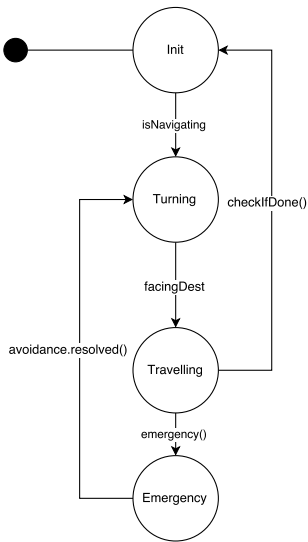 Init
isNavigating
Turning
checkIfDone()
facingDest
avoidance.resolved()
Travelling
emergency()
Emergency